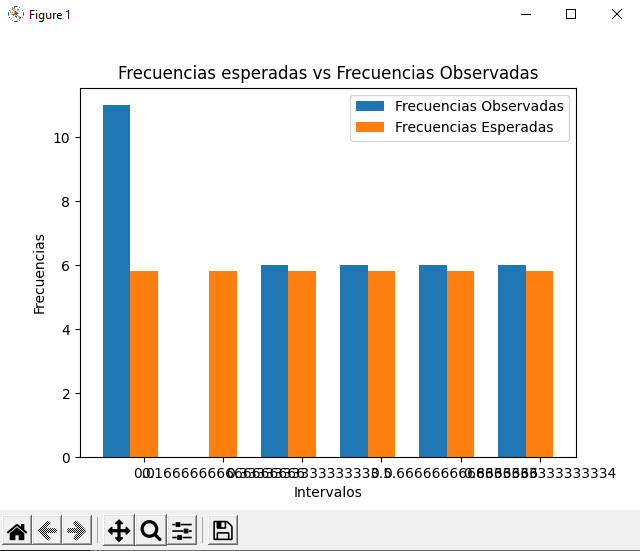 Figure 1
Frecuencias esperadas vs Frecuencias Observadas
Frecuencias Observadas
Frecuencias Esperadas
10
8
6
4
2
0
Frecuencias
Intervalos